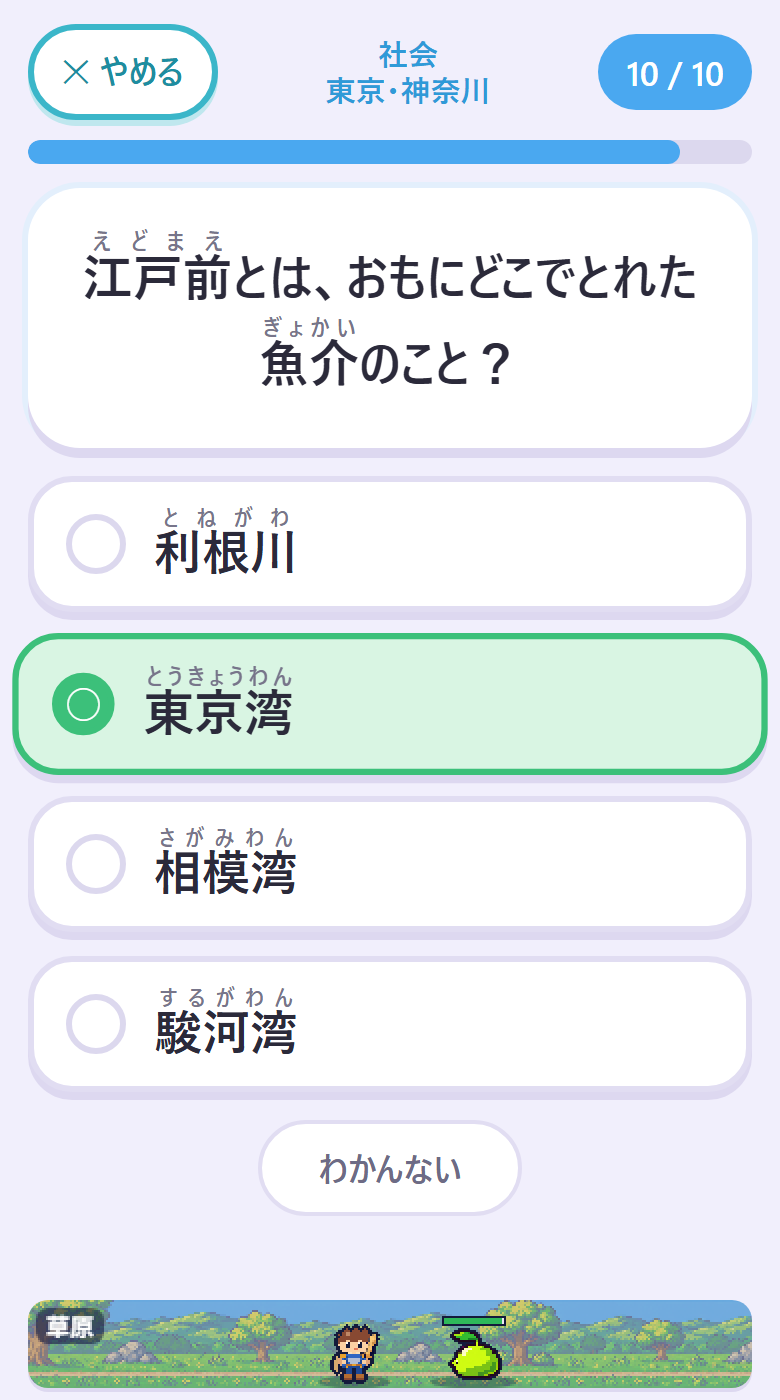 × やめる
社会
東京・神奈川
10 / 10
えどまえ
江戸前とは、おもにどこでとれた
ぎょかい
魚介のこと？
とねがわ
利根川
とうきょうわん
東京湾
さがみわん
相模湾
するがわん
駿河湾
わかんない
草原